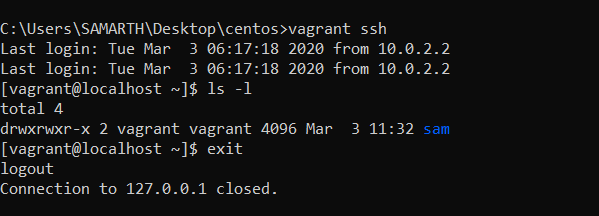 C:\Users\SAMARTH\Desktop\centos>vagrant ssh
Last login: Tue Mar  3 06:17:18 2020 from 10.0.2.2
Last login: Tue Mar  3 06:17:18 2020 from 10.0.2.2
[vagrant@localhost ~]$ ls -l
total 4
drwxrwxr-x 2 vagrant vagrant 4096 Mar  3 11:32 sam
[vagrant@localhost ~]$ exit
logout
Connection to 127.0.0.1 closed.